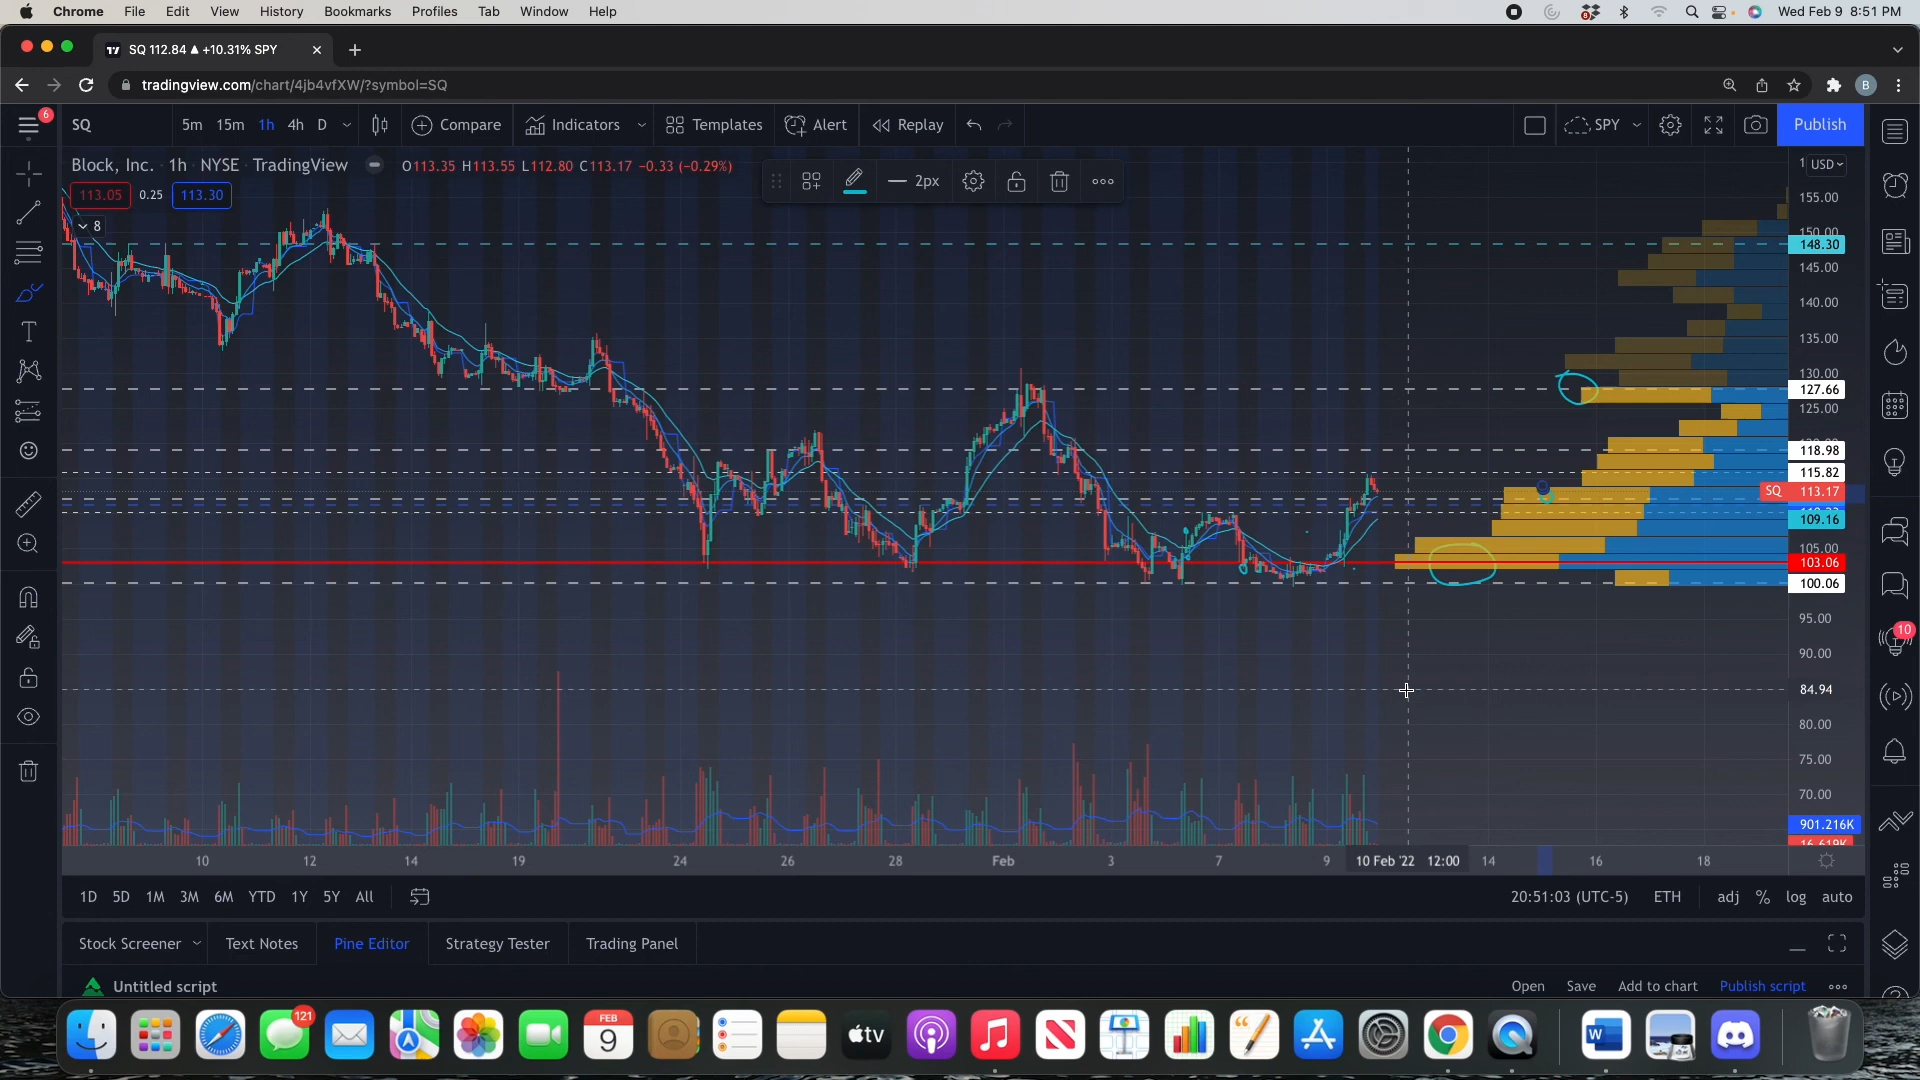 Chrome File Edit View History Bookmarks Profiles Tab Window Help 8 Wed Feb 9 8:51 PM
SQ 112.84 ▲ +10.31% SPY
tradingview.com/chart/4jb4vfXW/?symbol=SQ B
6 SQ 5m 15m 1h 4h D Compare Indicators Templates Alert Replay SPY Publish
Block, Inc. · 1h · NYSE · TradingView O113.35 H113.55 L112.80 C113.17 −0.33 (−0.29%) USD
113.05 0.25 113.30 2px
8
155.00
148.30
145.00
140.00
135.00
130.00
127.66
125.00
118.98
115.82
SQ 113.17
109.16
105.00
103.06
100.06
95.00
10
90.00
84.94
80.00
75.00
70.00
901.216K
10 12 14 19 24 26 28 Feb 3 7 9 10 Feb '22 12:00 14 16 18
1D 5D 1M 3M 6M YTD 1Y 5Y All 20:51:03 (UTC-5) ETH adj % log auto
Stock Screener Text Notes Pine Editor Strategy Tester Trading Panel
Untitled script Open Save Add to chart Publish script
121 FEB 9 tv W